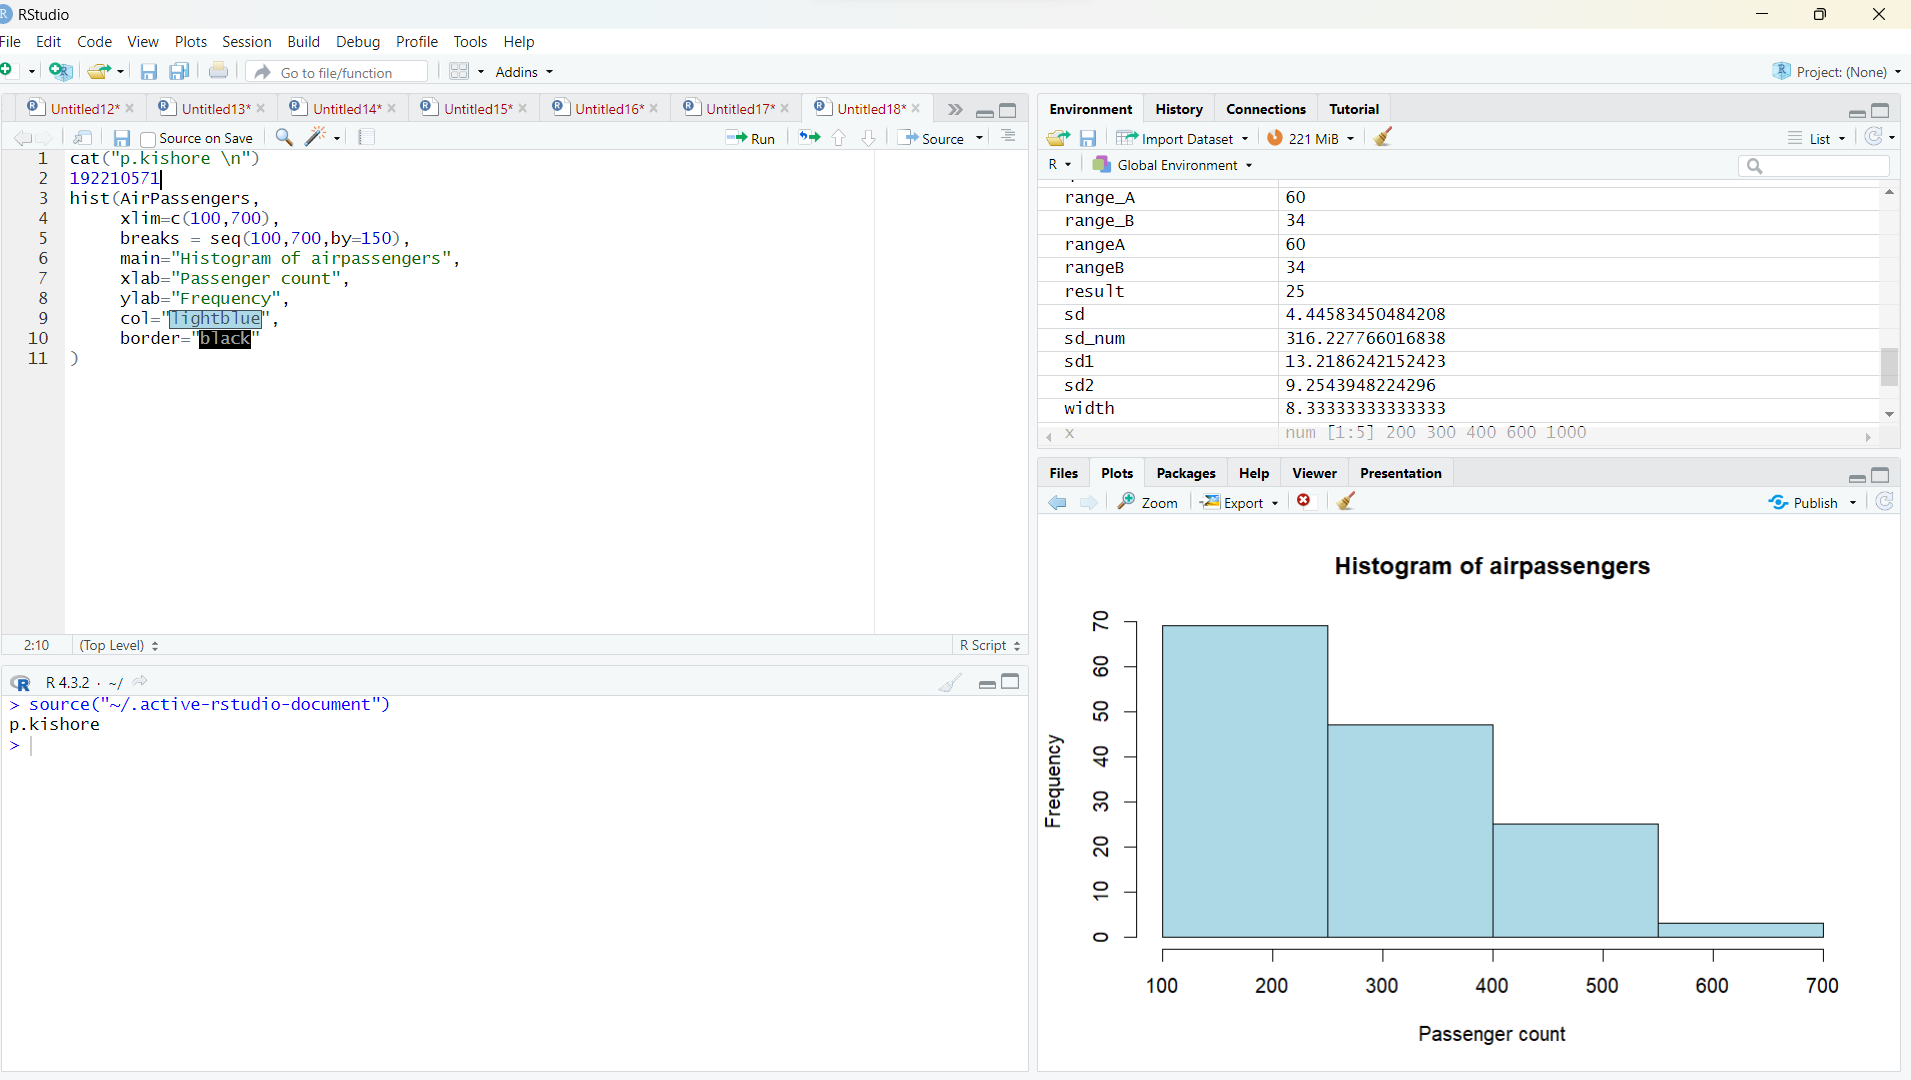 RStudio
File Edit Code View Plots Session Build Debug Profile Tools Help
Go to file/function Addins Project: (None)
Untitled12* Untitled13* Untitled14* Untitled15* Untitled16* Untitled17* Untitled18*
Source on Save Run Source
1 cat("p.kishore \n")
2 192210571
3 hist(AirPassengers,
4 xlim=c(100,700),
5 breaks = seq(100,700,by=150),
6 main="Histogram of airpassengers",
7 xlab="Passenger count",
8 ylab="Frequency",
9 col="lightblue",
10 border="black"
11 )
2:10 (Top Level) R Script
R 4.3.2 · ~/
> source("~/.active-rstudio-document")
p.kishore
>
Environment History Connections Tutorial
Import Dataset 221 MiB List
R Global Environment
range_A 60
range_B 34
rangeA 60
rangeB 34
result 25
sd 4.44583450484208
sd_num 316.227766016838
sd1 13.2186242152423
sd2 9.2543948224296
width 8.33333333333333
x num [1:5] 200 300 400 600 1000
Files Plots Packages Help Viewer Presentation
Zoom Export Publish
Histogram of airpassengers
Frequency
70
60
50
40
30
20
10
0
100 200 300 400 500 600 700
Passenger count